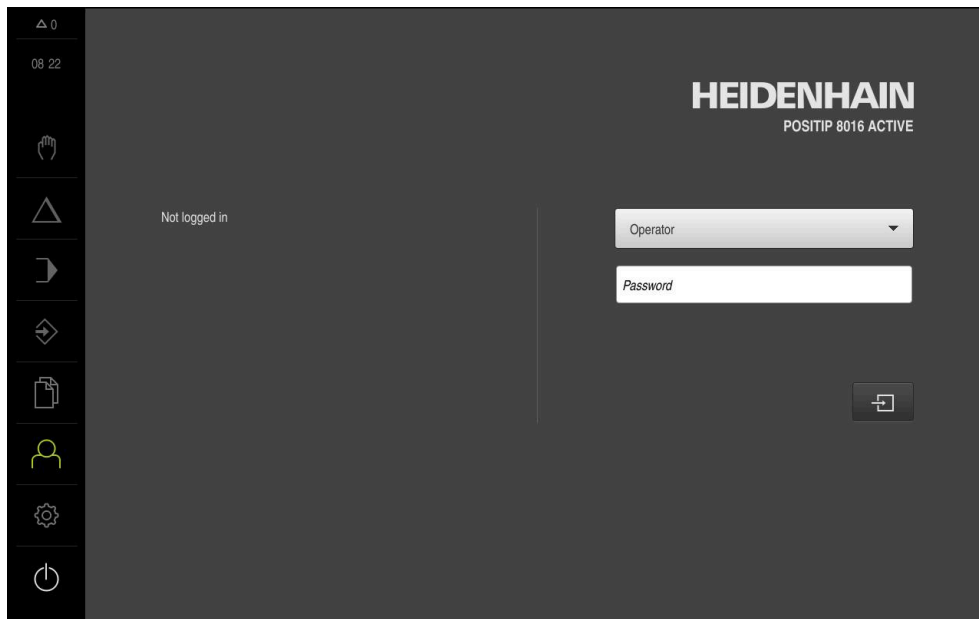 0
08 22
HEIDENHAIN
POSITIP 8016 ACTIVE
Not logged in
Operator
Password